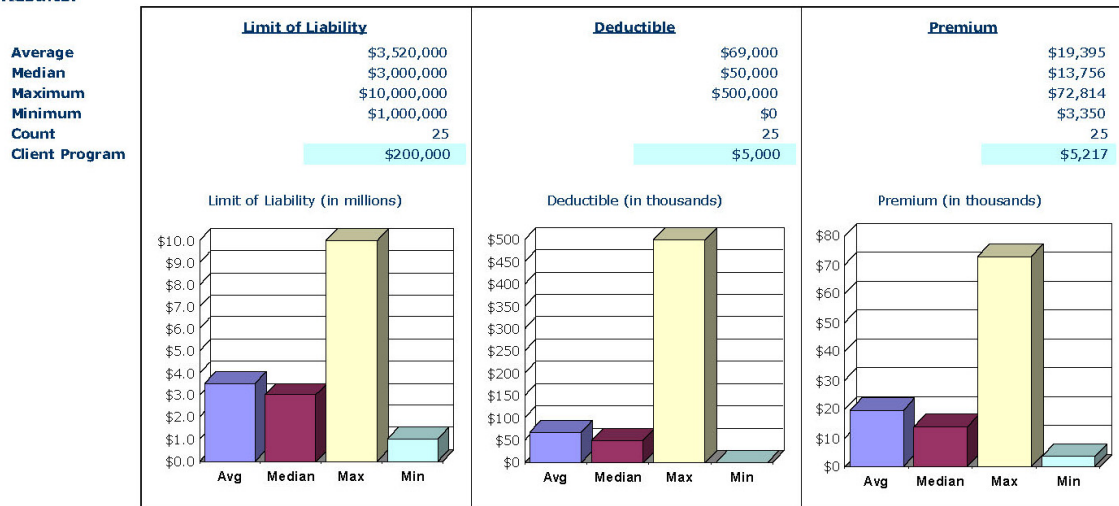 Limit of Liability Deductible Premium
Average $3,520,000 $69,000 $19,395
Median $3,000,000 $50,000 $13,756
Maximum $10,000,000 $500,000 $72,814
Minimum $1,000,000 $0 $3,350
Count 25 25 25
Client Program $200,000 $5,000 $5,217
Limit of Liability (in millions)
$10.0
$9.0
$8.0
$7.0
$6.0
$5.0
$4.0
$3.0
$2.0
$1.0
$0.0
Avg Median Max Min
Deductible (in thousands)
$500
$450
$400
$350
$300
$250
$200
$150
$100
$50
$0
Avg Median Max Min
Premium (in thousands)
$80
$70
$60
$50
$40
$30
$20
$10
$0
Avg Median Max Min